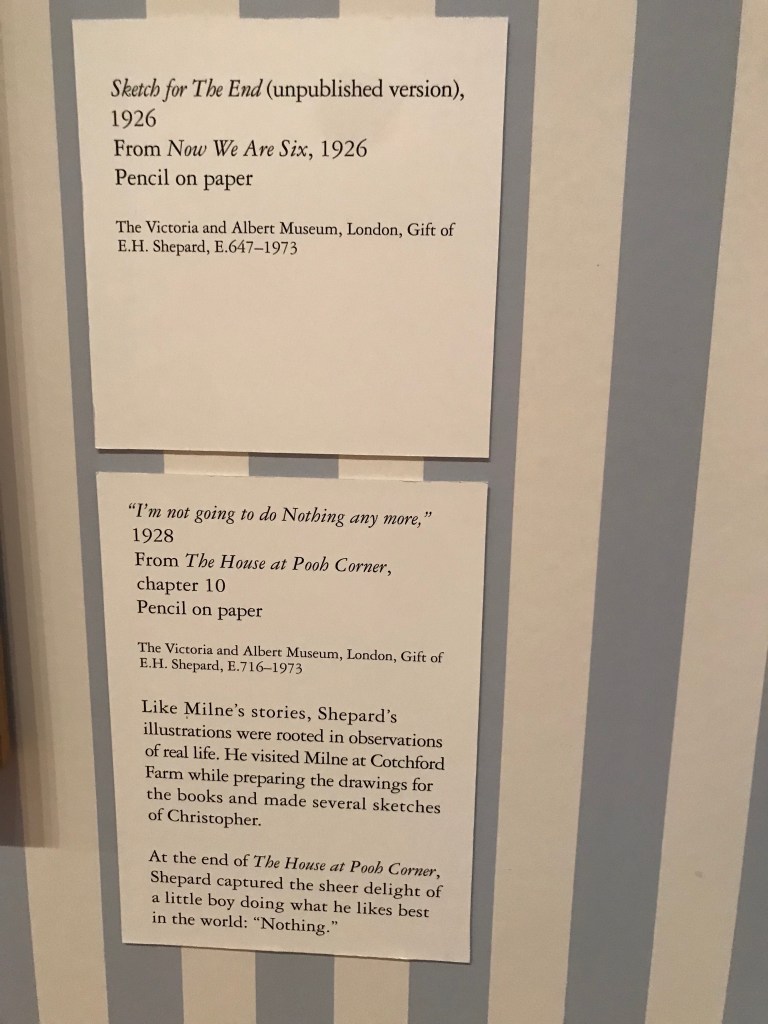 Sketch for The End (unpublished version),
1926
From Now We Are Six, 1926
Pencil on paper
The Victoria and Albert Museum, London, Gift of
E.H. Shepard, E.647–1973
“I’m not going to do Nothing any more,”
1928
From The House at Pooh Corner,
chapter 10
Pencil on paper
The Victoria and Albert Museum, London, Gift of
E.H. Shepard, E.716–1973
Like Milne’s stories, Shepard’s
illustrations were rooted in observations
of real life. He visited Milne at Cotchford
Farm while preparing the drawings for
the books and made several sketches
of Christopher.
At the end of The House at Pooh Corner,
Shepard captured the sheer delight of
a little boy doing what he likes best
in the world: “Nothing.”